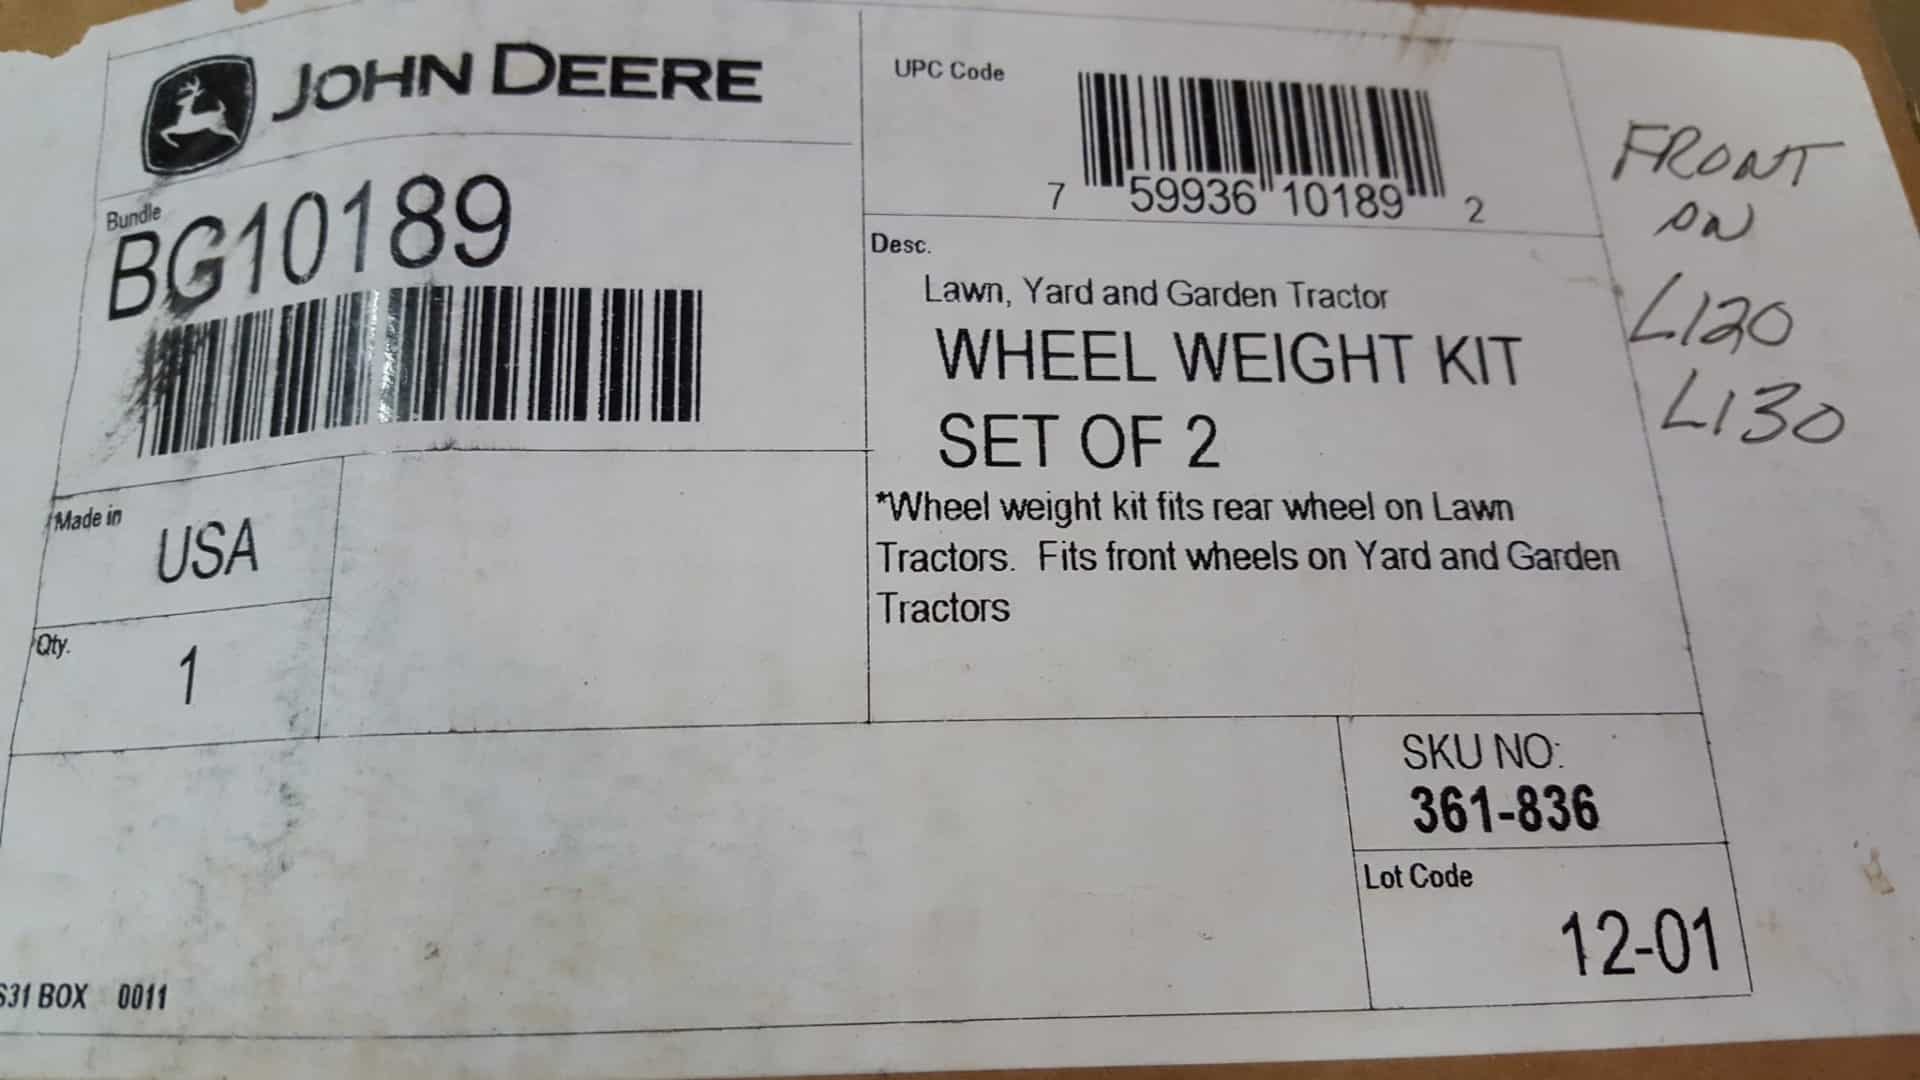 JOHN DEERE
Bundle
BG10189
Made in
USA
Qty.
1
UPC Code
7 59936 10189 2
Desc.
Lawn, Yard and Garden Tractor
WHEEL WEIGHT KIT
SET OF 2
*Wheel weight kit fits rear wheel on Lawn
Tractors. Fits front wheels on Yard and Garden
Tractors
FRONT
ON
L120
L130
SKU NO:
361-836
Lot Code
12-01
S31 BOX 0011